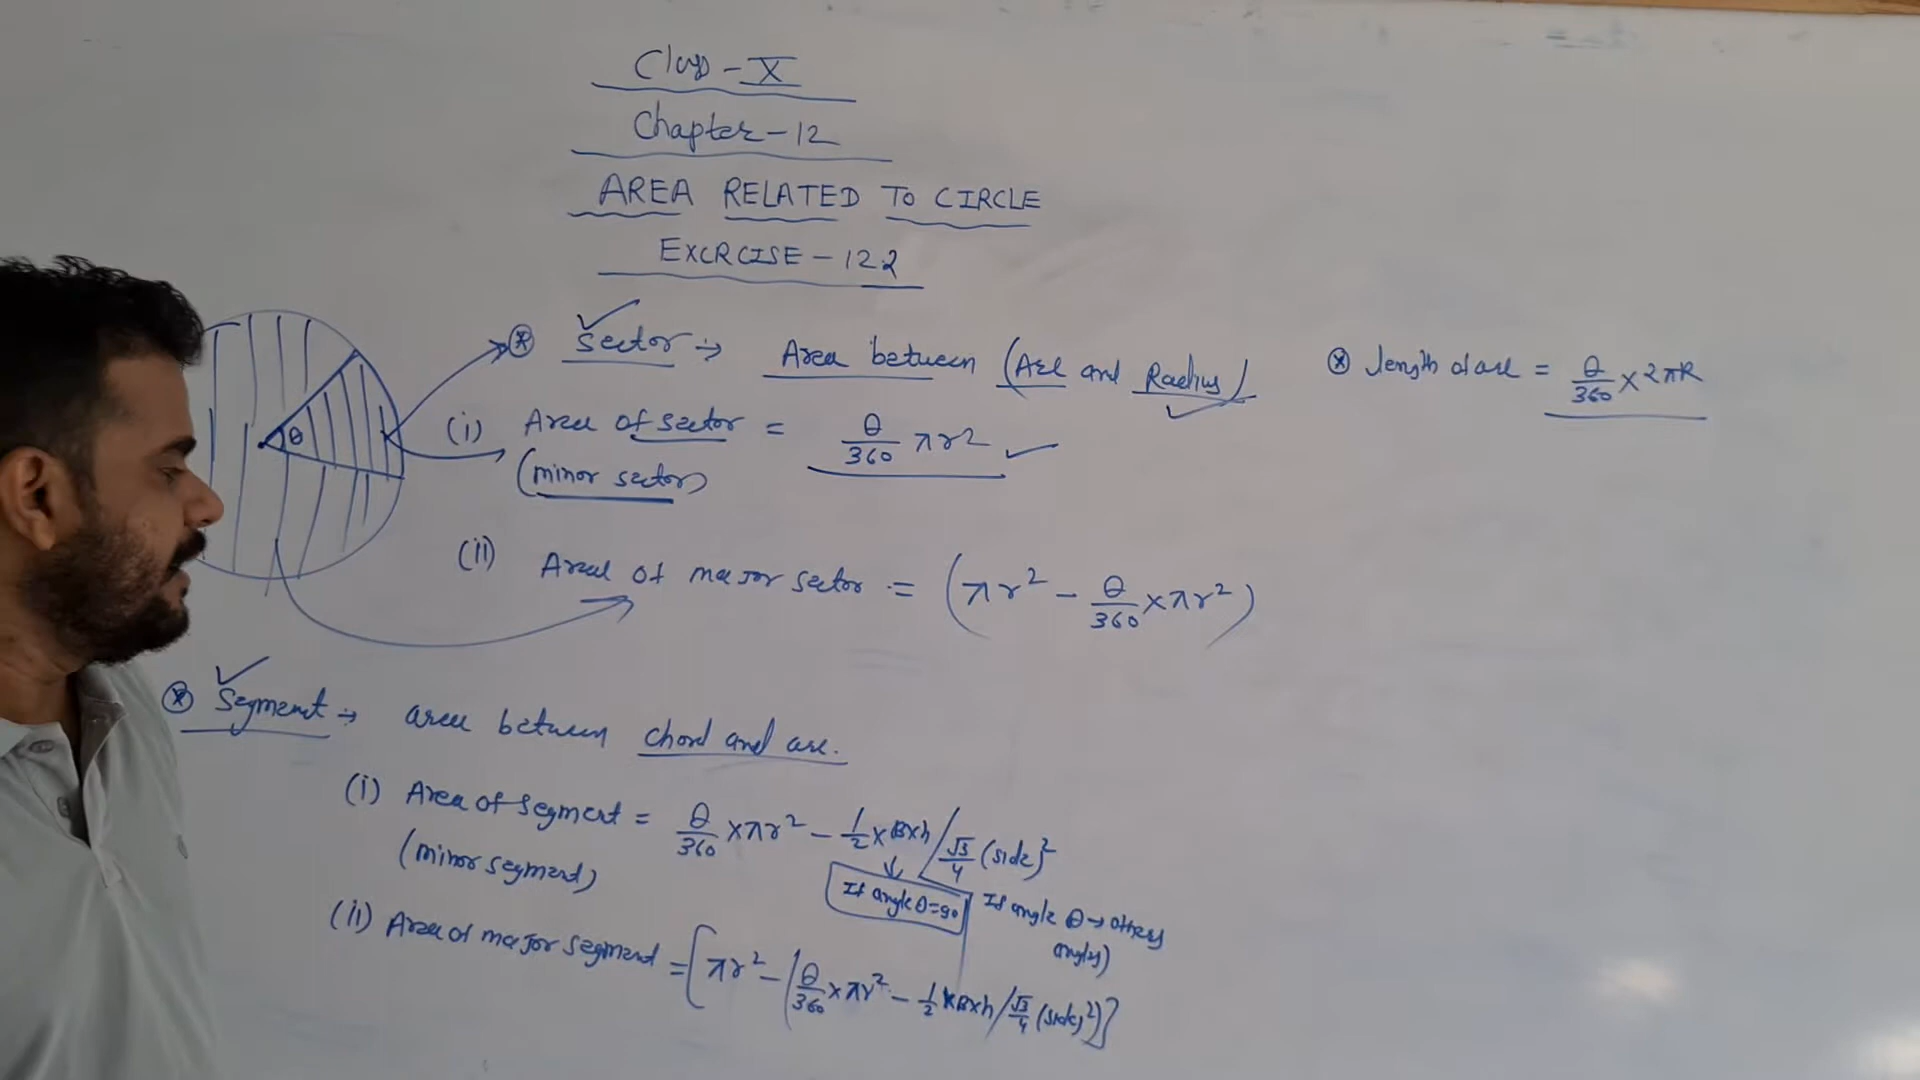 Class - X
Chapter - 12
AREA RELATED TO CIRCLE
EXCRCISE - 12.2
θ
* Sector → Area between (Arc and Radius)
* length of arc = θ/360 × 2πR
(i) Area of sector = θ/360 πr²
(minor sector)
(ii) Area of major sector = (πr² - θ/360 × πr²)
* Segment → area between chord and arc.
(i) Area of segment = θ/360 × πr² - 1/2 × B×h / √3/4 (side)²
(minor segment)
If angle θ=90
If angle θ → others
angles)
(ii) Area of major segment = [πr² - (θ/360 × πr² - 1/2 × B×h / √3/4 (side)²)]